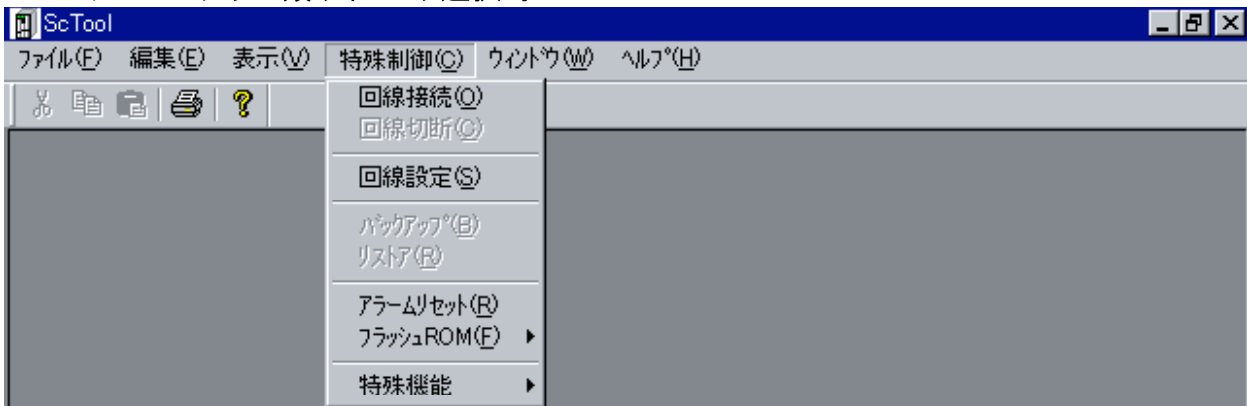 ScTool
ﾌｧｲﾙ(F) 編集(E) 表示(V) 特殊制御(C) ｳｨﾝﾄﾞｳ(W) ﾍﾙﾌﾟ(H)
回線接続(O)
回線切断(C)
回線設定(S)
ﾊﾞｯｸｱｯﾌﾟ(B)
ﾘｽﾄｱ(R)
ｱﾗｰﾑﾘｾｯﾄ(R)
ﾌﾗｯｼｭROM(F)
特殊機能